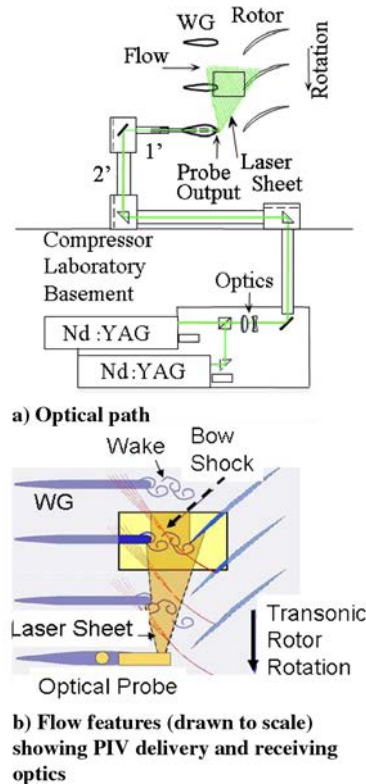 WG
Rotor
Flow
Rotation
1'
2'
Probe
Output
Laser
Sheet
Compressor
Laboratory
Basement
Optics
Nd :YAG
Nd:YAG
a) Optical path
Wake
Bow
Shock
WG
Laser Sheet
Transonic
Rotor
Rotation
Optical Probe
b) Flow features (drawn to scale)
showing PIV delivery and receiving
optics